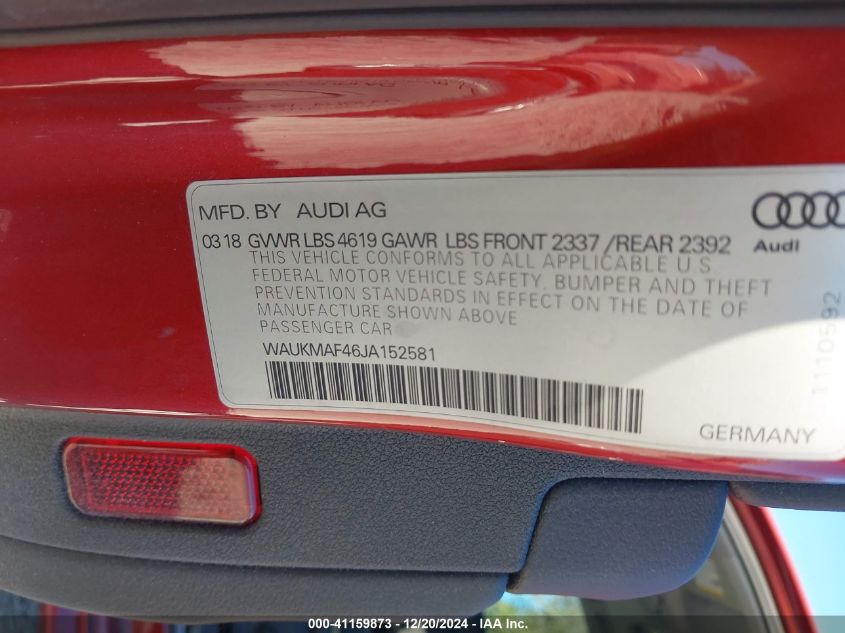 MFD. BY AUDI AG
03 18 GVWR LBS 4619 GAWR LBS FRONT 2337 /REAR 2392
THIS VEHICLE CONFORMS TO ALL APPLICABLE U.S.
FEDERAL MOTOR VEHICLE SAFETY, BUMPER AND THEFT
PREVENTION STANDARDS IN EFFECT ON THE DATE OF
MANUFACTURE SHOWN ABOVE
PASSENGER CAR
WAUKMAF46JA152581
Audi
1110592
GERMANY
000-41159873 - 12/20/2024 - IAA Inc.